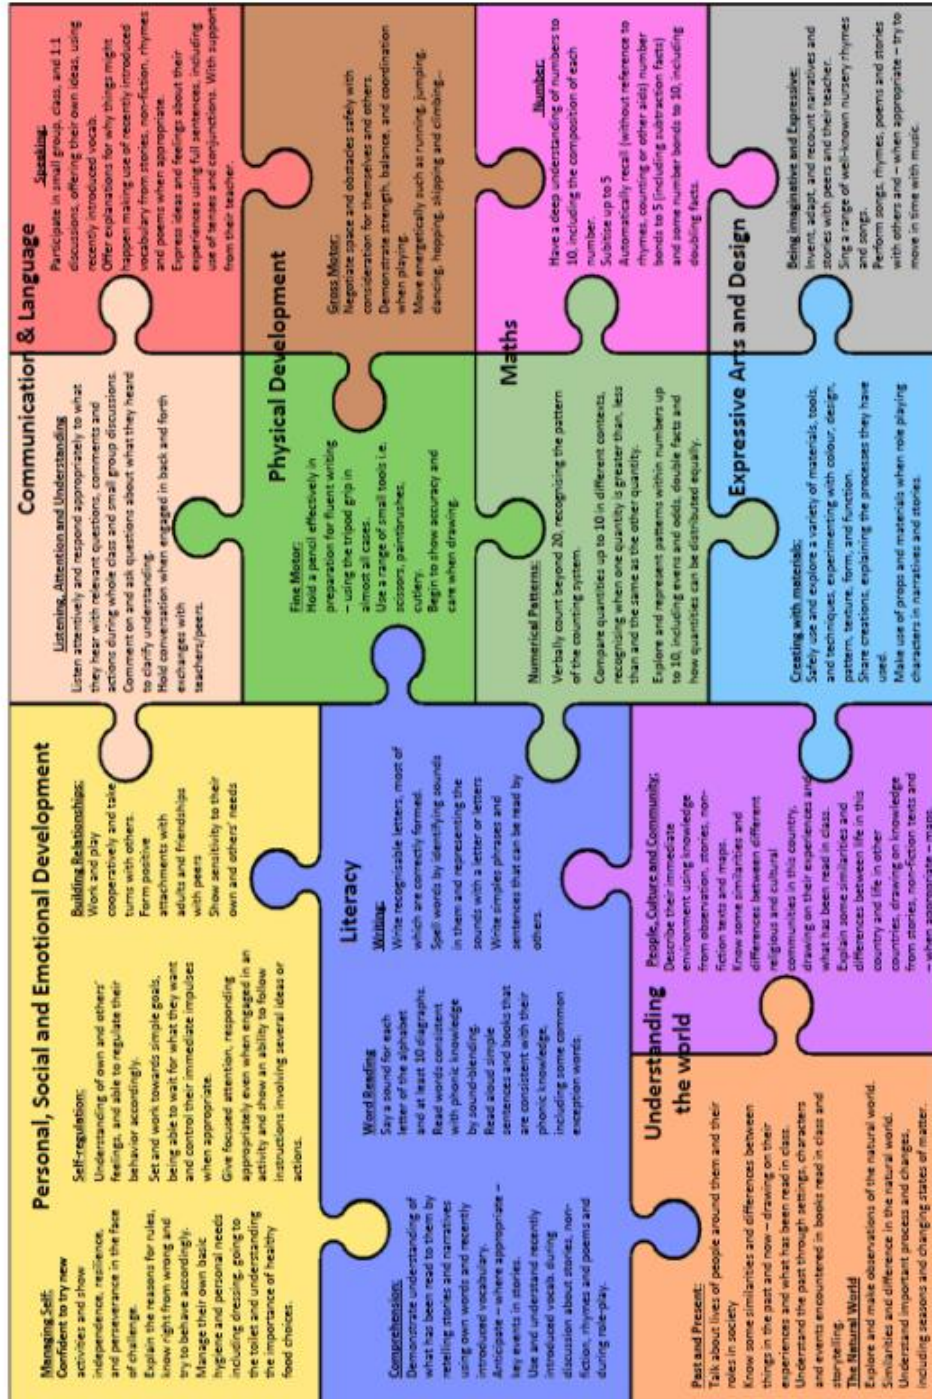 Personal, Social and Emotional Development
Managing Self:
Confident to try new
activities and show
independence, resilience,
and perseverance in the face
of challenge.
Explain the reasons for rules,
know right from wrong and
try to behave accordingly.
Manage their own basic
hygiene and personal needs
including dressing, going to
the toilet and understanding
the importance of healthy
food choices.
Self-regulation:
Understanding of own and others'
feelings, and able to regulate their
behavior accordingly.
Set and work towards simple goals,
being able to wait for what they want
and control their immediate impulses
when appropriate.
Give focused attention, responding
appropriately even when engaged in an
activity and show an ability to follow
instructions involving several ideas or
actions.
Building Relationships:
Work and play
cooperatively and take
turns with others.
Form positive
attachments with
adults and friendships
with peers
Show sensitivity to their
own and others' needs
Communication & Language
Listening, Attention and Understanding
Listen attentively and respond appropriately to what
they hear with relevant questions, comments and
actions during whole class and small group discussions.
Comment on and ask questions about what they heard
to clarify understanding.
Hold conversation when engaged in back and forth
exchanges with
teachers/peers.
Speaking:
Participate in small group, class, and 1:1
discussions, offering their own ideas, using
recently introduced vocab.
Offer explanations for why things might
happen making use of recently introduced
vocabulary from stories, non-fiction, rhymes
and poems when appropriate.
Express ideas and feelings about their
experiences using full sentences, including
use of tenses and conjunctions. With support
from their teacher.
Literacy
Comprehension:
Demonstrate understanding of
what has been read to them by
retelling stories and narratives
using own words and recently
introduced vocabulary.
Anticipate – where appropriate –
key events in stories.
Use and understand recently
introduced vocab. during
discussion about stories, non-
fiction, rhymes and poems and
during role-play.
Word Reading
Say a sound for each
letter of the alphabet
and at least 10 diagraphs.
Read words consistent
with phonic knowledge
by sound-blending.
Read aloud simple
sentences and books that
are consistent with their
phonic knowledge,
including some common
exception words.
Writing:
Write recognisable letters, most of
which are correctly formed.
Spell words by identifying sounds
in them and representing the
sounds with a letter or letters
Write simples phrases and
sentences that can be read by
others.
Physical Development
Fine Motor:
Hold a pencil effectively in
preparation for fluent writing
– using the tripod grip in
almost all cases.
Use a range of small tools i.e.
scissors, paintbrushes,
cutlery.
Begin to show accuracy and
care when drawing.
Gross Motor:
Negotiate space and obstacles safely with
consideration for themselves and others.
Demonstrate strength, balance, and coordination
when playing.
Move energetically such as running, jumping,
dancing, hopping, skipping and climbing..
Maths
Numerical Patterns:
Verbally count beyond 20, recognising the pattern
of the counting system.
Compare quantities up to 10 in different contexts,
recognising when one quantity is greater than, less
than and the same as the other quantity.
Explore and represent patterns within numbers up
to 10, including evens and odds, double facts and
how quantities can be distributed equally.
Number:
Have a deep understanding of numbers to
10, including the composition of each
number.
Subitise up to 5
Automatically recall (without reference to
rhymes, counting or other aids) number
bonds to 5 (including subtraction facts)
and some number bonds to 10, including
doubling facts.
Understanding
the world
Past and Present:
Talk about lives of people around them and their
roles in society
Know some similarities and differences between
things in the past and now – drawing on their
experiences and what has been read in class.
Understand the past through settings, characters
and events encountered in books read in class and
storytelling.
The Natural World
Explore and make observations of the natural world.
Similarities and difference in the natural world.
Understand important process and changes,
including seasons and changing states of matter.
People, Culture and Community:
Describe their immediate
environment using knowledge
from observation, stories, non-
fiction texts and maps.
Know some similarities and
differences between different
religious and cultural
communities in this country,
drawing on their experiences and
what has been read in class.
Explain some similarities and
differences between life in this
country and life in other
countries, drawing on knowledge
from stories, non-fiction tents and
– when appropriate – maps.
Expressive Arts and Design
Creating with materials:
Safely use and explore a variety of materials, tools,
and techniques, experimenting with colour, design,
pattern, texture, form, and function.
Share creations, explaining the processes they have
used.
Make use of props and materials when role playing
characters in narratives and stories.
Being imaginative and Expressive:
Invent, adapt, and recount narratives and
stories with peers and their teacher.
Sing a range of well-known nursery rhymes
and songs.
Perform songs, rhymes, poems and stories
with others and – when appropriate – try to
move in time with music.